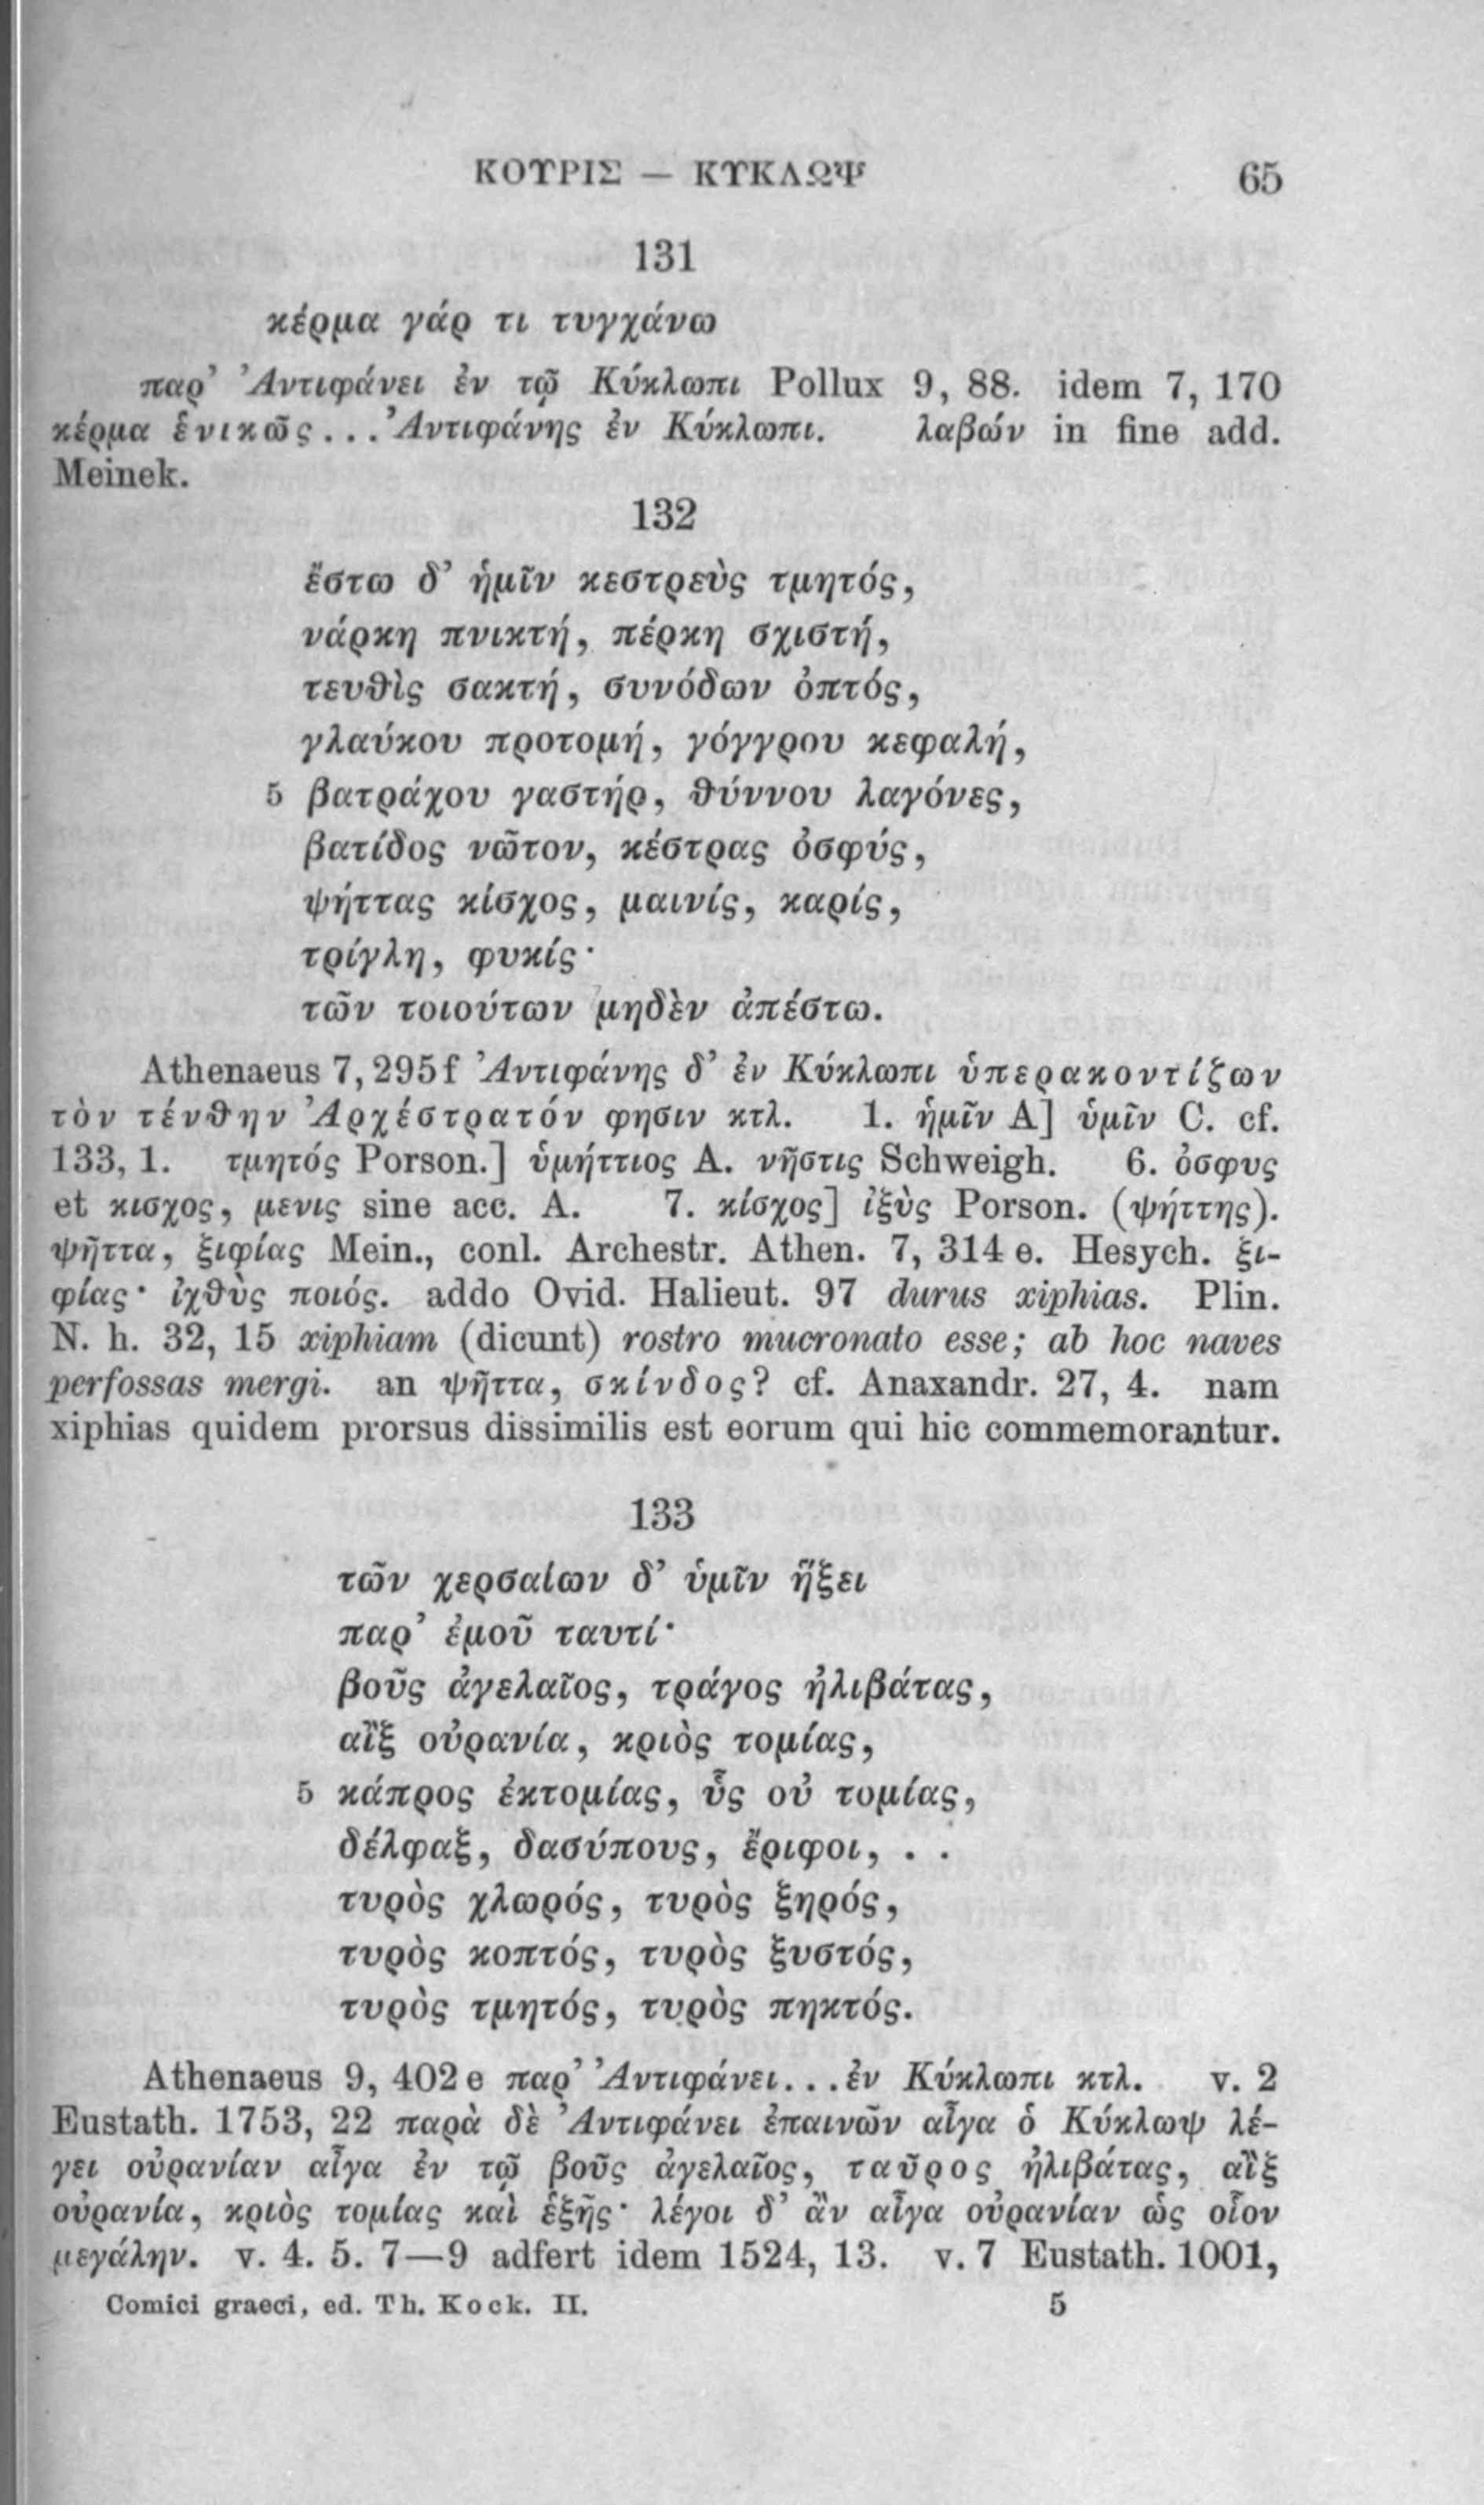 ΚΟΥΡΙΣ — ΚΥΚΛΩΨ 65
131
κέρμα γάρ τι τυγχάνω
παρ’ Ἀντιφάνει ἐν τῷ Κύκλωπι Pollux 9, 88. idem 7, 170
κέρμα ἑνικῶς... Ἀντιφάνης ἐν Κύκλωπι. λαβών in fine add.
Meinek.
132
ἔστω δ’ ἡμῖν κεστρεὺς τμητός,
νάρκη πνικτή, πέρκη σχιστή,
τευθὶς σακτή, συνόδων ὀπτός,
γλαύκου προτομή, γόγγρου κεφαλή,
5 βατράχου γαστήρ, θύννου λαγόνες,
βατίδος νῶτον, κέστρας ὀσφύς,
ψήττας κίσχος, μαινίς, καρίς,
τρίγλη, φυκίς·
τῶν τοιούτων μηδὲν ἀπέστω.
Athenaeus 7, 295f Ἀντιφάνης δ’ ἐν Κύκλωπι ὑπερακοντίζων
τὸν τένθην Ἀρχέστρατόν φησιν κτλ. 1. ἡμῖν A] ὑμῖν C. cf.
133, 1. τμητός Porson.] ὑμήττιος A. νῆστις Schweigh. 6. ὀσφυς
et κισχος, μενις sine acc. A. 7. κίσχος] ἰξὺς Porson. (ψήττης).
ψῆττα, ξιφίας Mein., conl. Archestr. Athen. 7, 314 e. Hesych. ξι-
φίας· ἰχθὺς ποιός. addo Ovid. Halieut. 97 durus xiphias. Plin.
N. h. 32, 15 xiphiam (dicunt) rostro mucronato esse; ab hoc naves
perfossas mergi. an ψῆττα, σκίνδος? cf. Anaxandr. 27, 4. nam
xiphias quidem prorsus dissimilis est eorum qui hic commemorantur.
133
τῶν χερσαίων δ’ ὑμῖν ἥξει
παρ’ ἐμοῦ ταυτί·
βοῦς ἀγελαῖος, τράγος ἠλιβάτας,
αἲξ οὐρανία, κριὸς τομίας,
5 κάπρος ἐκτομίας, ὗς οὐ τομίας,
δέλφαξ, δασύπους, ἔριφοι, . .
τυρὸς χλωρός, τυρὸς ξηρός,
τυρὸς κοπτός, τυρὸς ξυστός,
τυρὸς τμητός, τυρὸς πηκτός.
Athenaeus 9, 402 e παρ’ Ἀντιφάνει... ἐν Κύκλωπι κτλ. v. 2
Eustath. 1753, 22 παρὰ δὲ Ἀντιφάνει ἐπαινῶν αἶγα ὁ Κύκλωψ λέ-
γει οὐρανίαν αἶγα ἐν τῷ βοῦς ἀγελαῖος, ταῦρος ἠλιβάτας, αἲξ
οὐρανία, κριὸς τομίας καὶ ἑξῆς· λέγοι δ’ ἂν αἶγα οὐρανίαν ὡς οἷον
μεγάλην. v. 4. 5. 7—9 adfert idem 1524, 13. v. 7 Eustath. 1001,
Comici graeci, ed. Th. Kock. II. 5